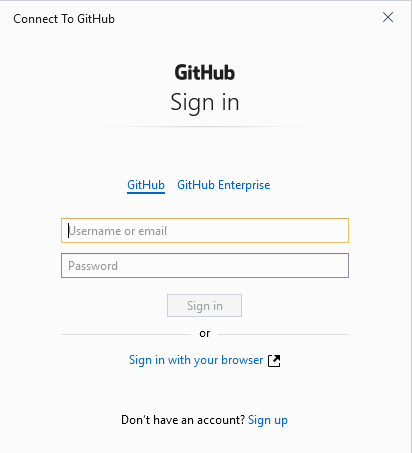 Connect To GitHub
GitHub
Sign in
GitHub GitHub Enterprise
Username or email
Password
Sign in
or
Sign in with your browser
Don't have an account? Sign up